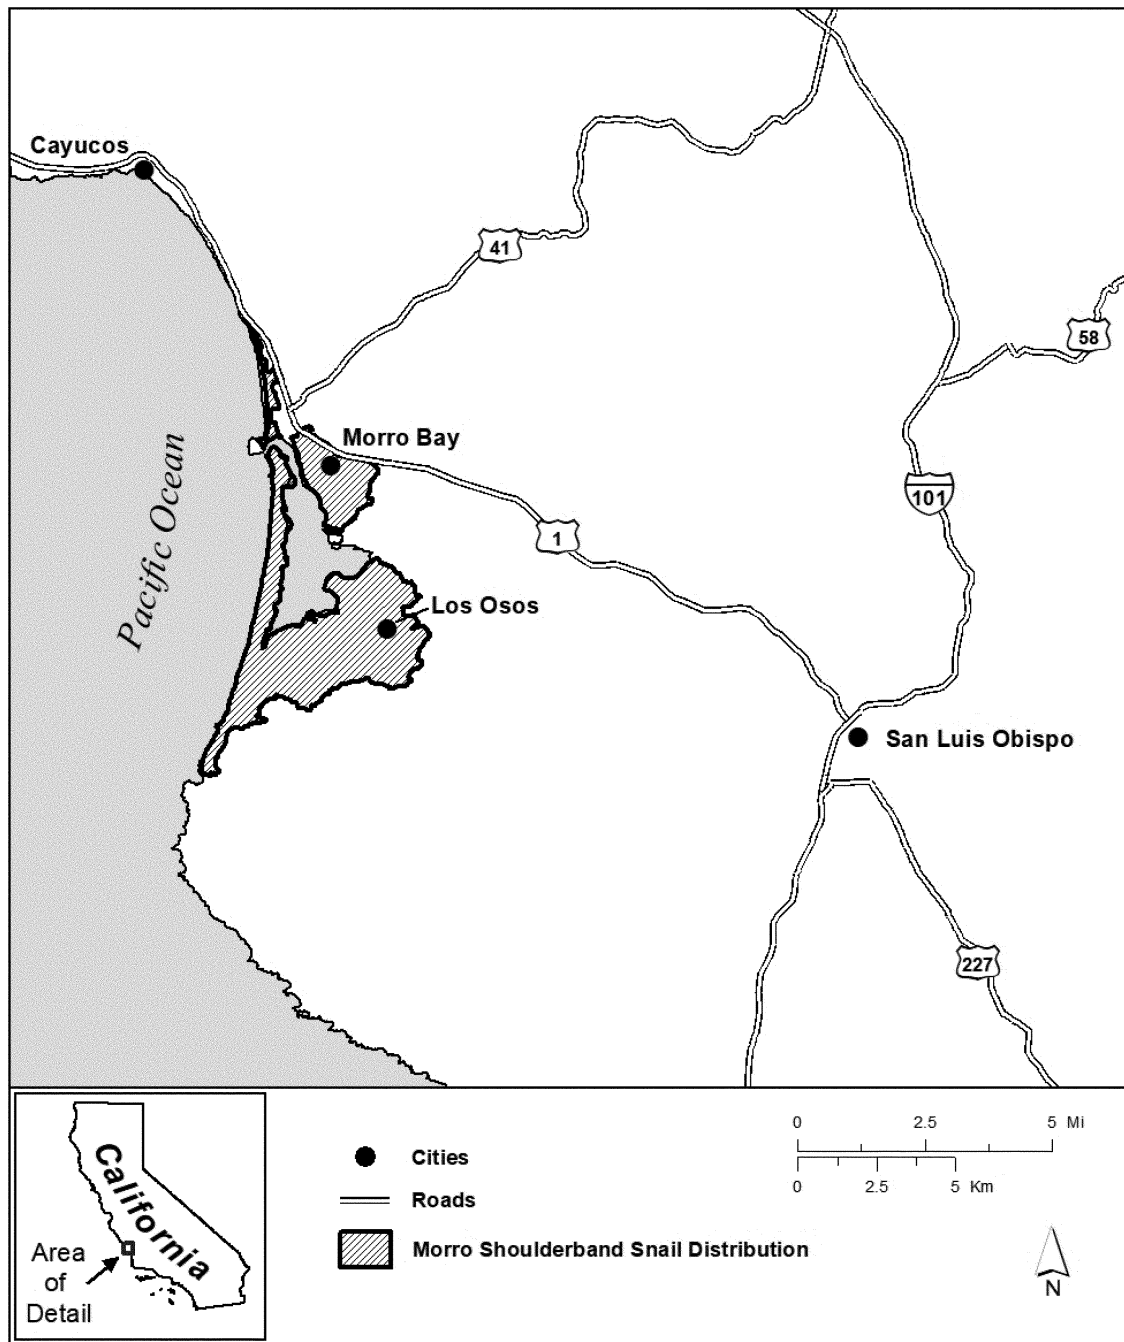 Cayucos
41
58
Morro Bay
101
Pacific Ocean
1
Los Osos
San Luis Obispo
227
California
Area
of
Detail
Cities
Roads
Morro Shoulderband Snail Distribution
0 2.5 5 Mi
0 2.5 5 Km
N